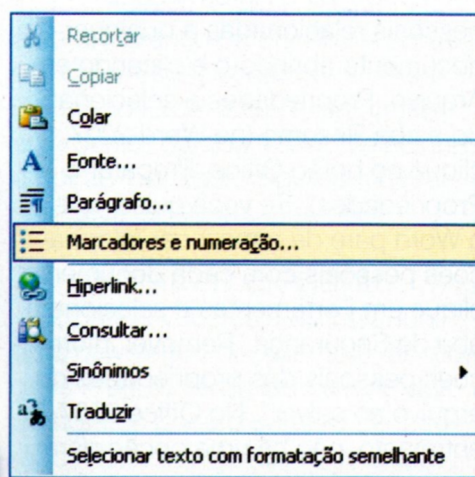 Recortar
Copiar
Colar
Fonte...
Parágrafo...
Marcadores e numeração...
Hiperlink...
Consultar...
Sinônimos
Traduzir
Selecionar texto com formatação semelhante